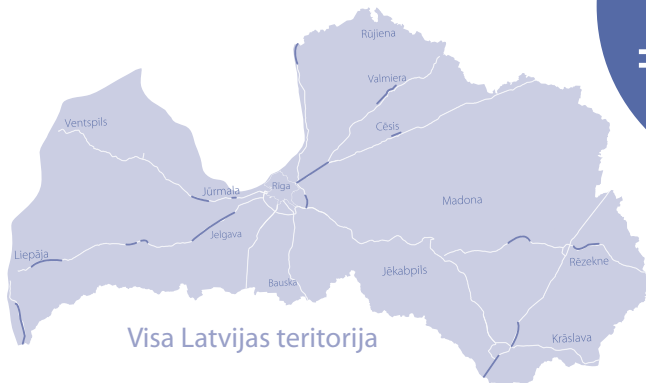 Rūjiena
Valmiera
Ventspils
Cēsis
Jūrmala
Rīga
Madona
Jelgava
Liepāja
Rēzekne
Jēkabpils
Bauska
Krāslava
Visa Latvijas teritorija